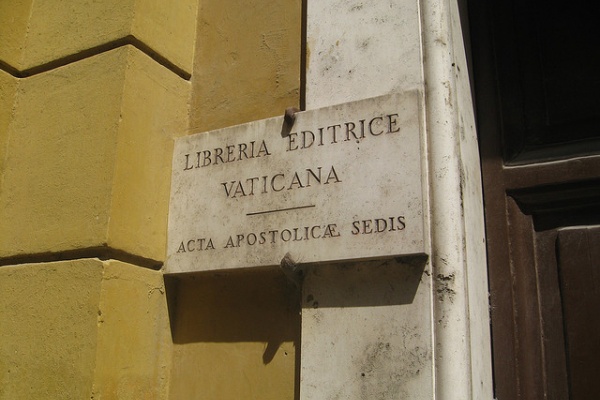 LIBRERIA EDITRICE
VATICANA
ACTA APOSTOLICÆ SEDIS